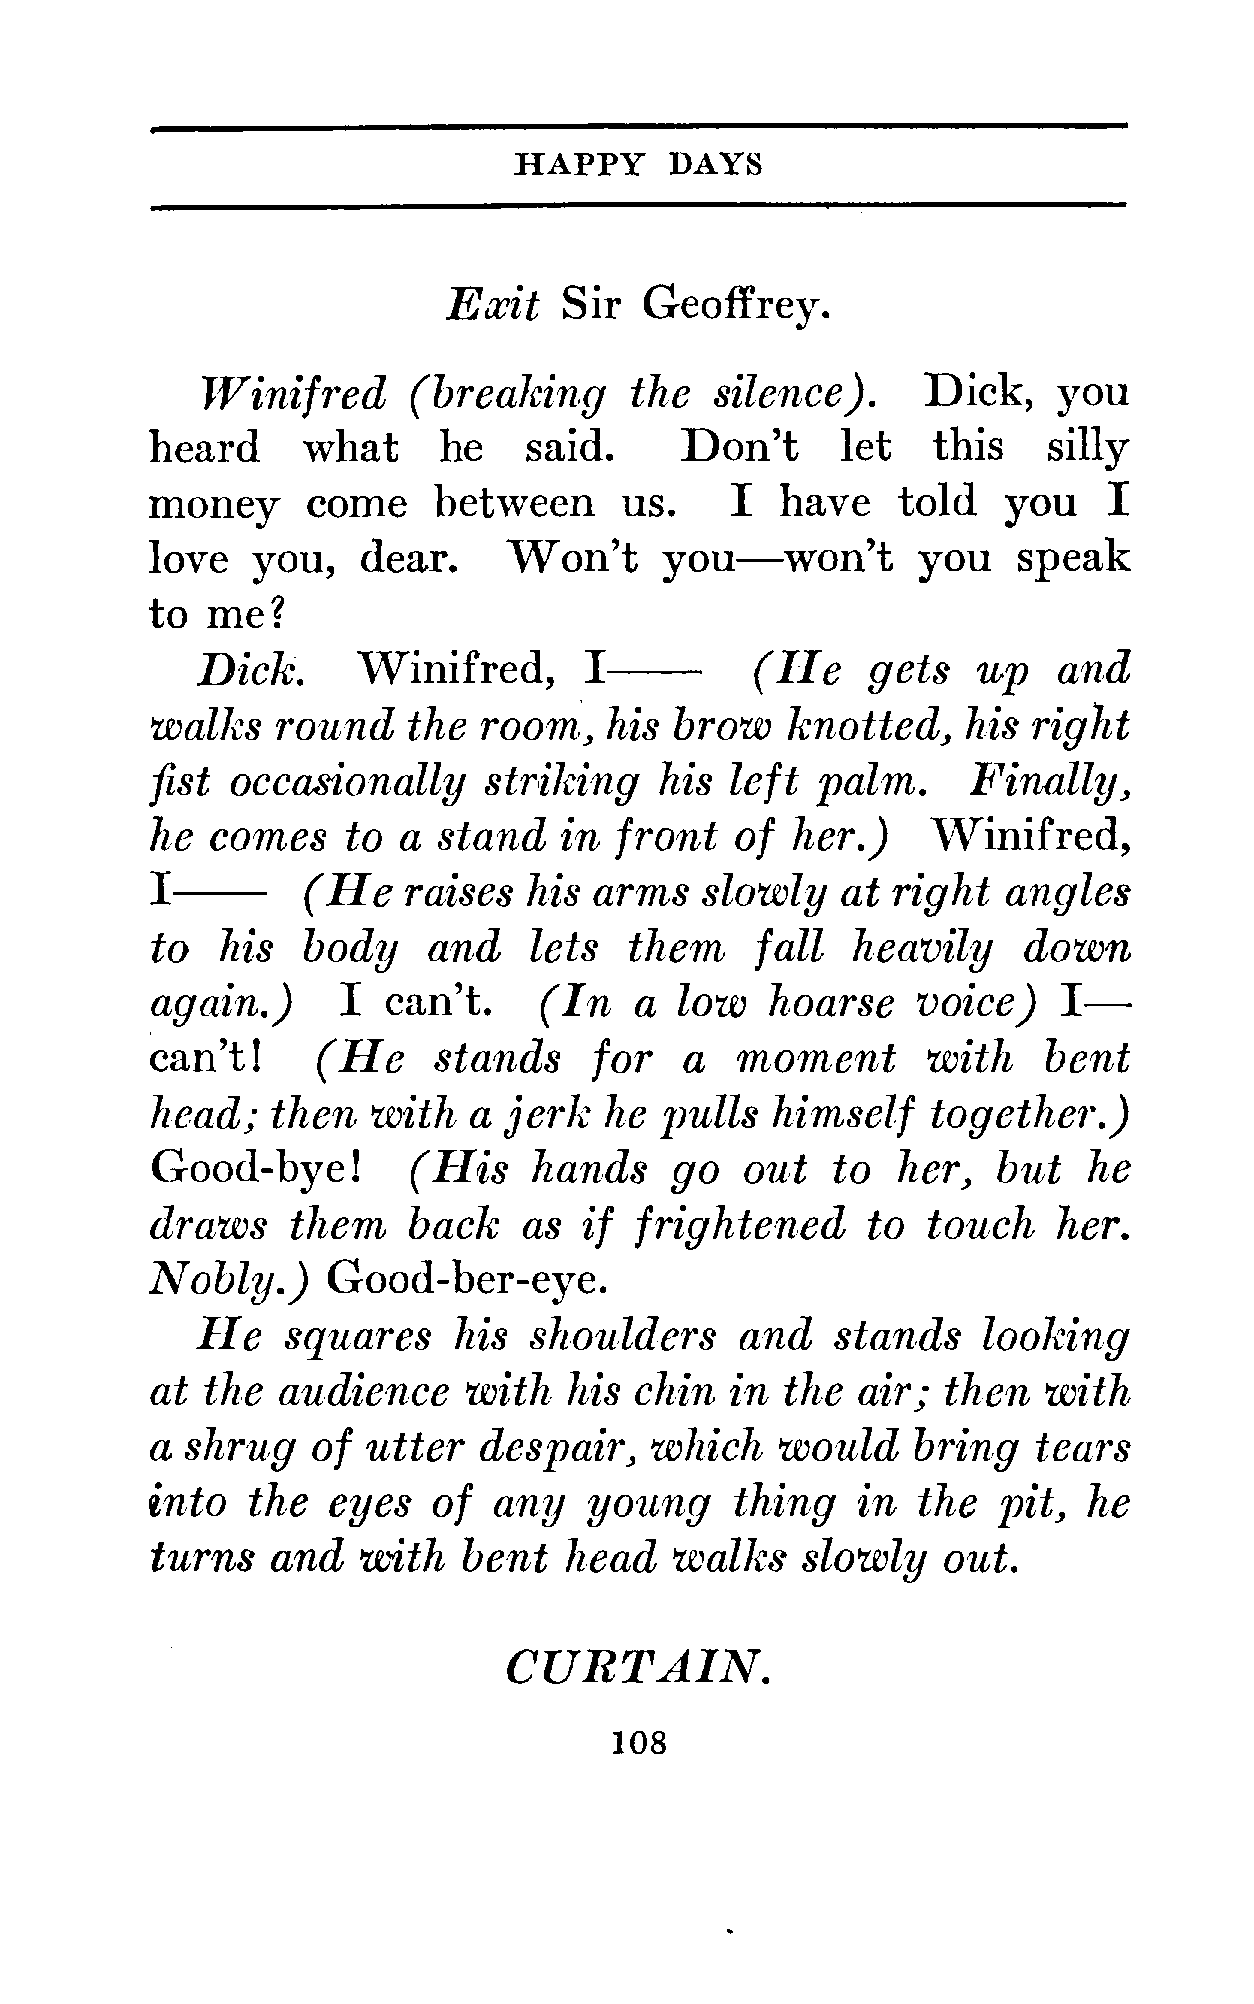 HAPPY DAYS
Exit Sir Geoffrey.
Winifred (breaking the silence). Dick, you
heard what he said. Don't let this silly
money come between us. I have told you I
love you, dear. Won't you—won't you speak
to me?
Dick. Winifred, I—— (He gets up and
walks round the room, his brow knotted, his right
fist occasionally striking his left palm. Finally,
he comes to a stand in front of her.) Winifred,
I—— (He raises his arms slowly at right angles
to his body and lets them fall heavily down
again.) I can't. (In a low hoarse voice) I—
can't! (He stands for a moment with bent
head; then with a jerk he pulls himself together.)
Good-bye! (His hands go out to her, but he
draws them back as if frightened to touch her.
Nobly.) Good-ber-eye.
He squares his shoulders and stands looking
at the audience with his chin in the air; then with
a shrug of utter despair, which would bring tears
into the eyes of any young thing in the pit, he
turns and with bent head walks slowly out.
CURTAIN.
108